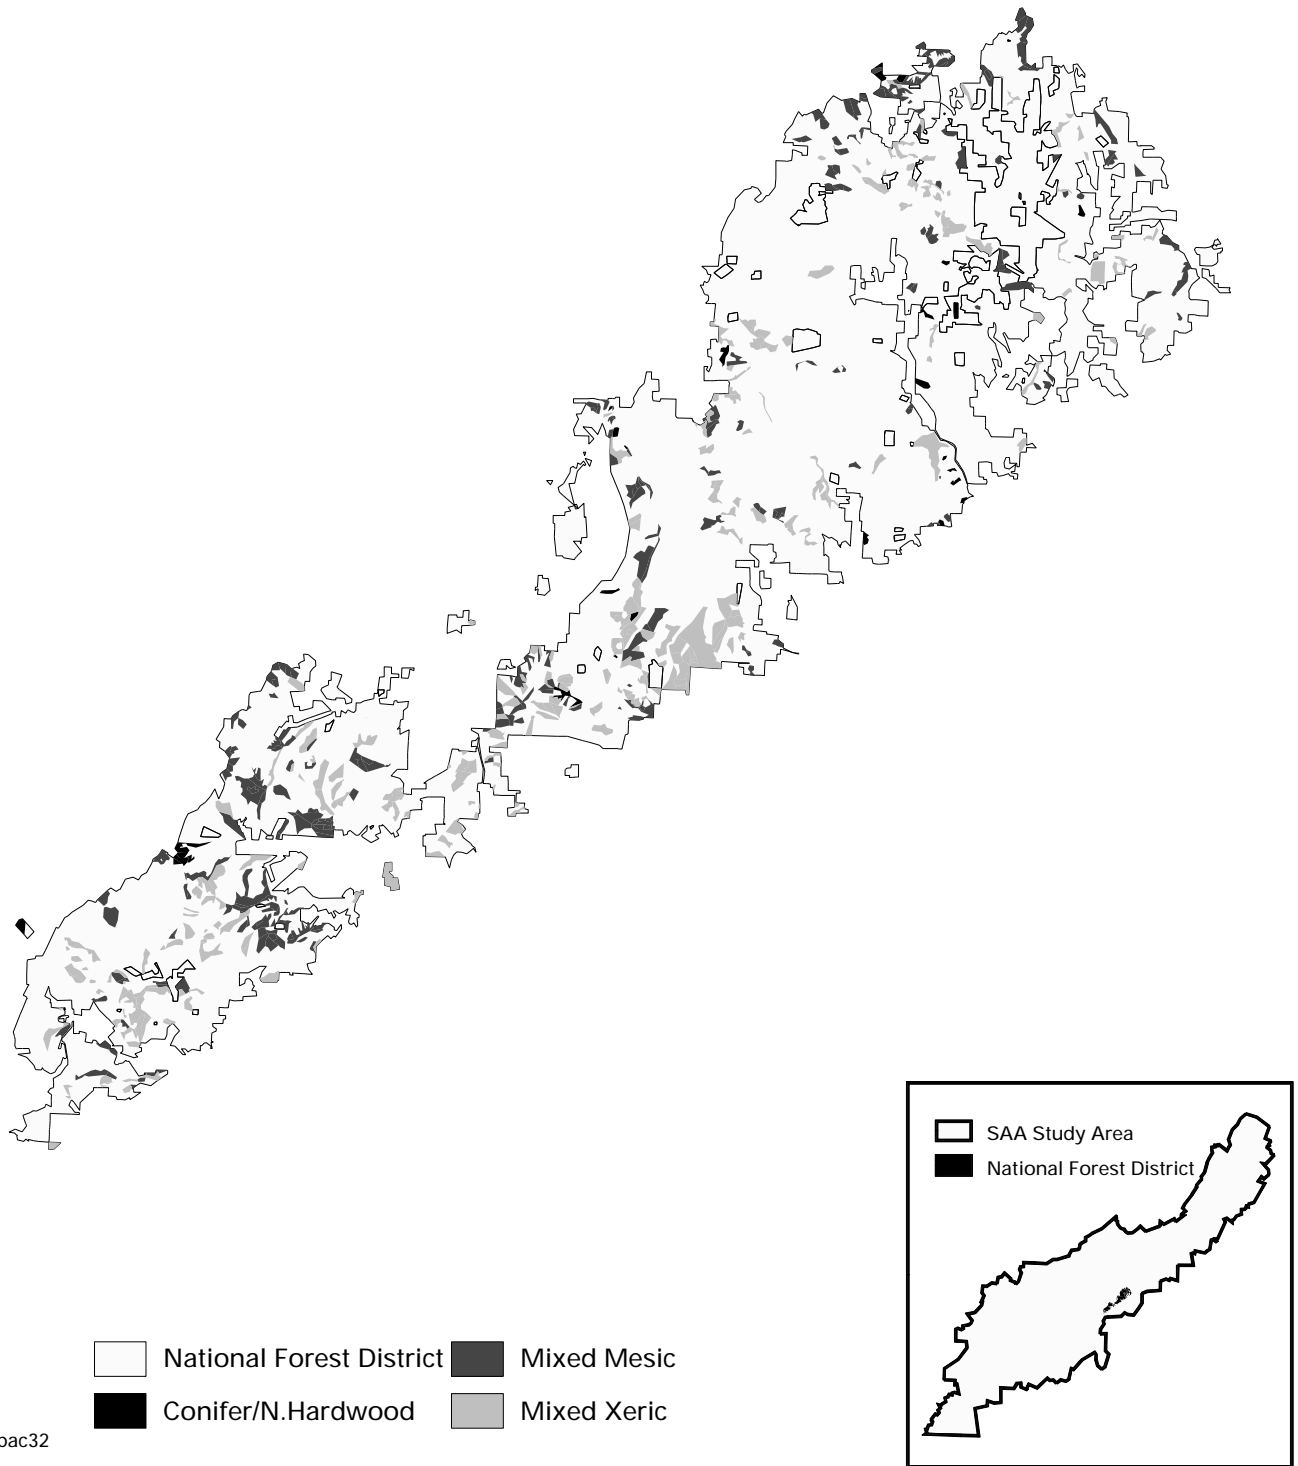 SAA Study Area
National Forest District
National Forest District
Mixed Mesic
Conifer/N.Hardwood
Mixed Xeric